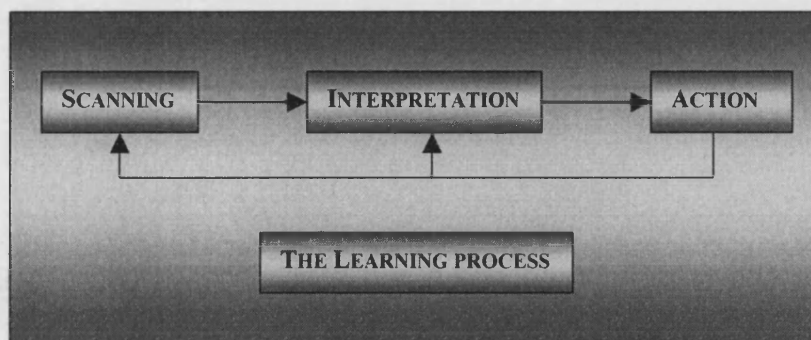 SCANNING
INTERPRETATION
ACTION
THE LEARNING PROCESS